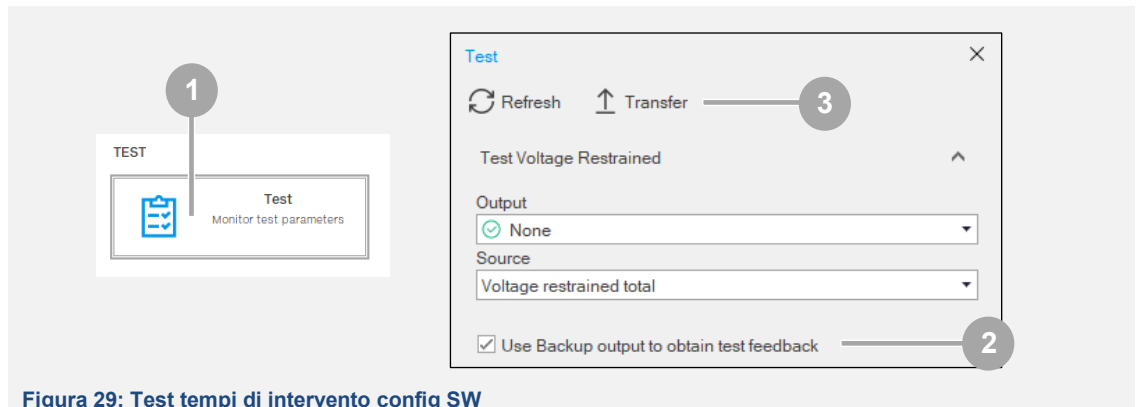 1
TEST
Test
Monitor test parameters
Test
Refresh Transfer
3
Test Voltage Restrained
Output
None
Source
Voltage restrained total
Use Backup output to obtain test feedback
2
Figura 29: Test tempi di intervento config SW